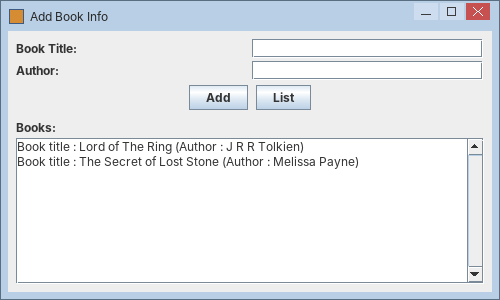 Add Book Info
Book Title:
Author:
Add List
Books:
Book title : Lord of The Ring (Author : J R R Tolkien)
Book title : The Secret of Lost Stone (Author : Melissa Payne)